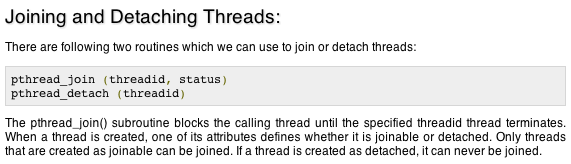 Joining and Detaching Threads:
There are following two routines which we can use to join or detach threads:
pthread_join (threadid, status)
pthread_detach (threadid)
The pthread_join() subroutine blocks the calling thread until the specified threadid thread terminates.
When a thread is created, one of its attributes defines whether it is joinable or detached. Only threads
that are created as joinable can be joined. If a thread is created as detached, it can never be joined.